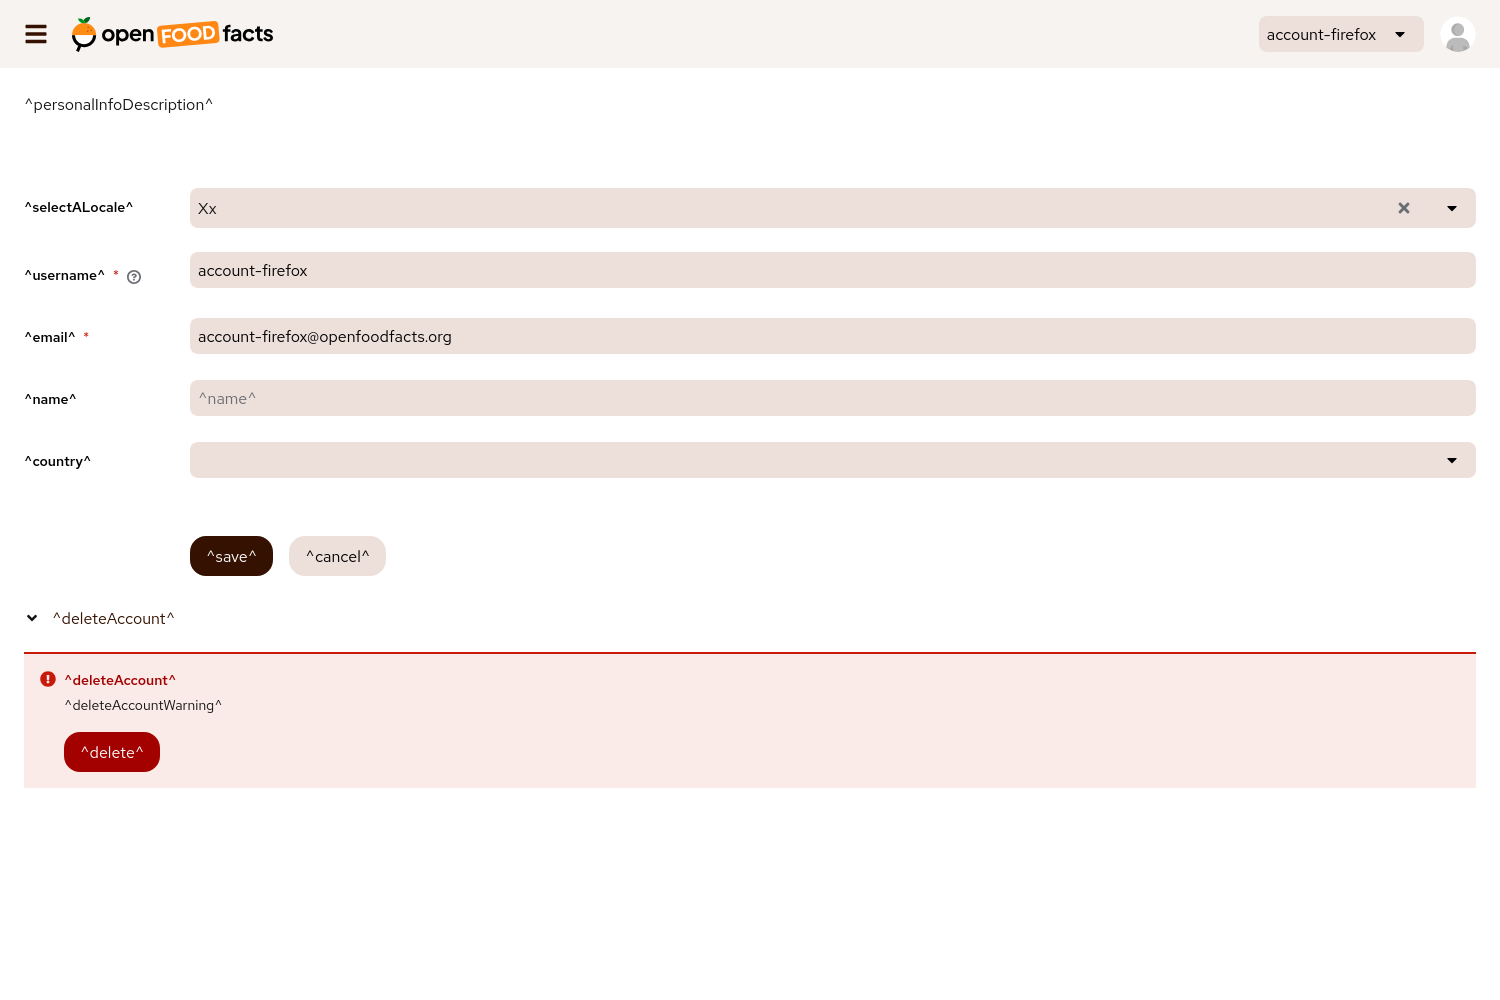 open FOOD facts
account-firefox
^personalInfoDescription^
^selectALocale^
Xx
^username^ *
account-firefox
^email^ *
account-firefox@openfoodfacts.org
^name^
^name^
^country^
^save^
^cancel^
^deleteAccount^
^deleteAccount^
^deleteAccountWarning^
^delete^